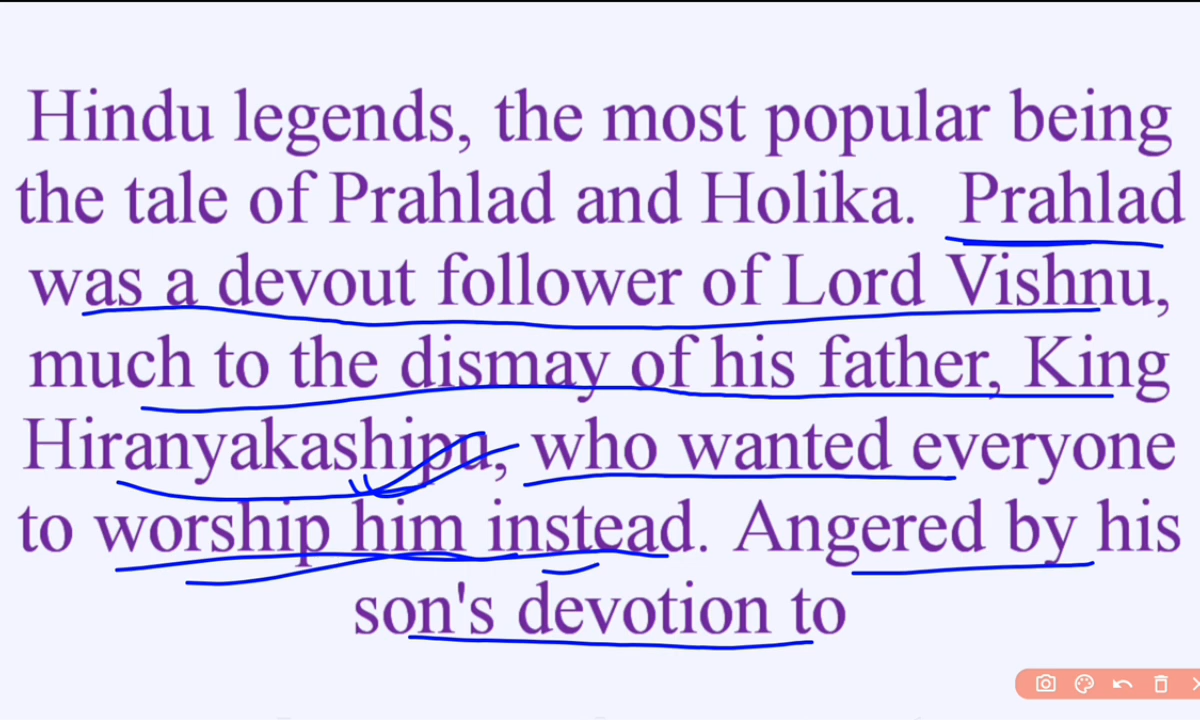 Hindu legends, the most popular being
the tale of Prahlad and Holika. Prahlad
was a devout follower of Lord Vishnu,
much to the dismay of his father, King
Hiranyakashipu, who wanted everyone
to worship him instead. Angered by his
son's devotion to